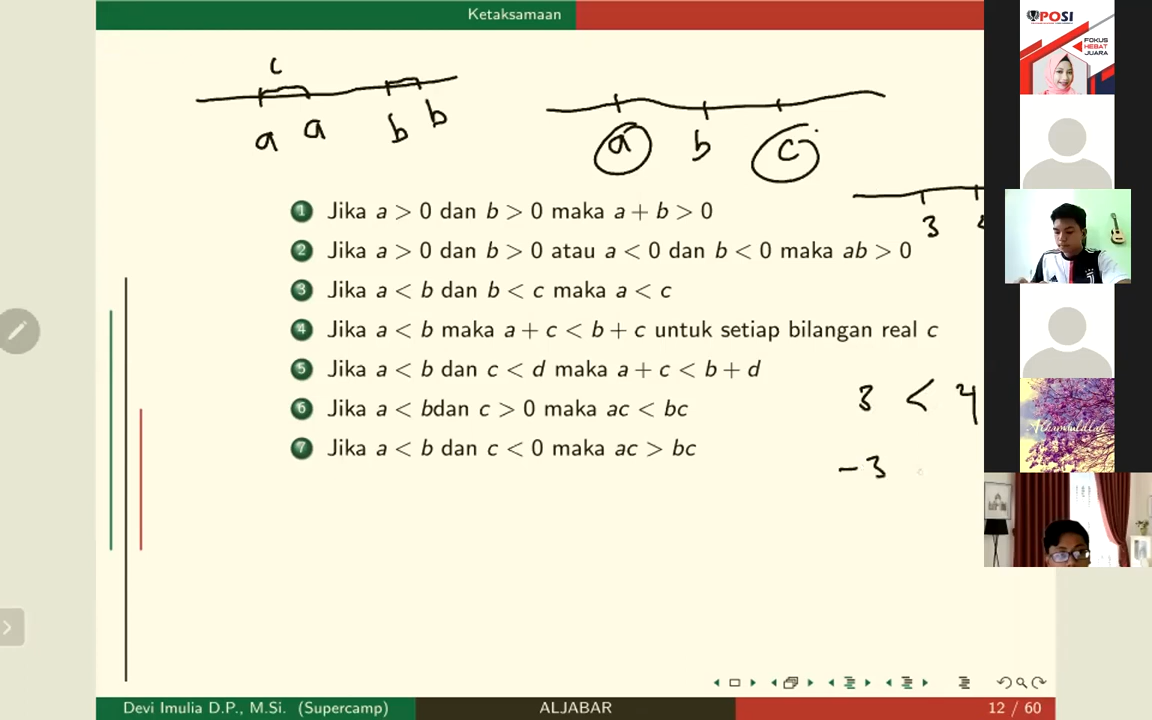 Ketaksamaan
POSI
FOKUS
HEBAT
JUARA
c
a a b b
a b c
3
1 Jika a > 0 dan b > 0 maka a + b > 0
2 Jika a > 0 dan b > 0 atau a < 0 dan b < 0 maka ab > 0
3 Jika a < b dan b < c maka a < c
4 Jika a < b maka a + c < b + c untuk setiap bilangan real c
5 Jika a < b dan c < d maka a + c < b + d
6 Jika a < bdan c > 0 maka ac < bc
7 Jika a < b dan c < 0 maka ac > bc
3 < 4
-3
Alhamdulillah
Devi Imulia D.P., M.Si. (Supercamp) ALJABAR 12 / 60